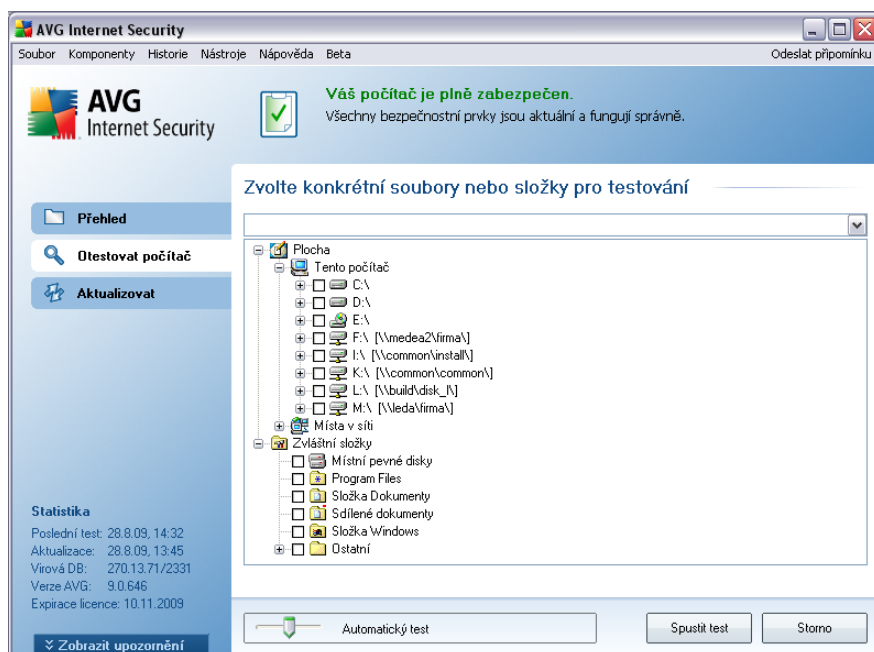 AVG Internet Security
Soubor Komponenty Historie Nástroje Nápověda Beta Odeslat připomínku
AVG
Internet Security
Váš počítač je plně zabezpečen.
Všechny bezpečnostní prvky jsou aktuální a fungují správně.
Zvolte konkrétní soubory nebo složky pro testování
Přehled
Otestovat počítač
Aktualizovat
Plocha
Tento počítač
C:\
D:\
E:\
F:\ [\\medea2\firma\]
I:\ [\\common\install\]
K:\ [\\common\common\]
L:\ [\\build\disk_I\]
M:\ [\\leda\firma\]
Místa v síti
Zvláštní složky
Místní pevné disky
Program Files
Složka Dokumenty
Sdílené dokumenty
Složka Windows
Ostatní
Statistika
Poslední test: 28.8.09, 14:32
Aktualizace: 28.8.09, 13:45
Virová DB: 270.13.71/2331
Verze AVG: 9.0.646
Expirace licence: 10.11.2009
Zobrazit upozornění
Automatický test
Spustit test
Storno